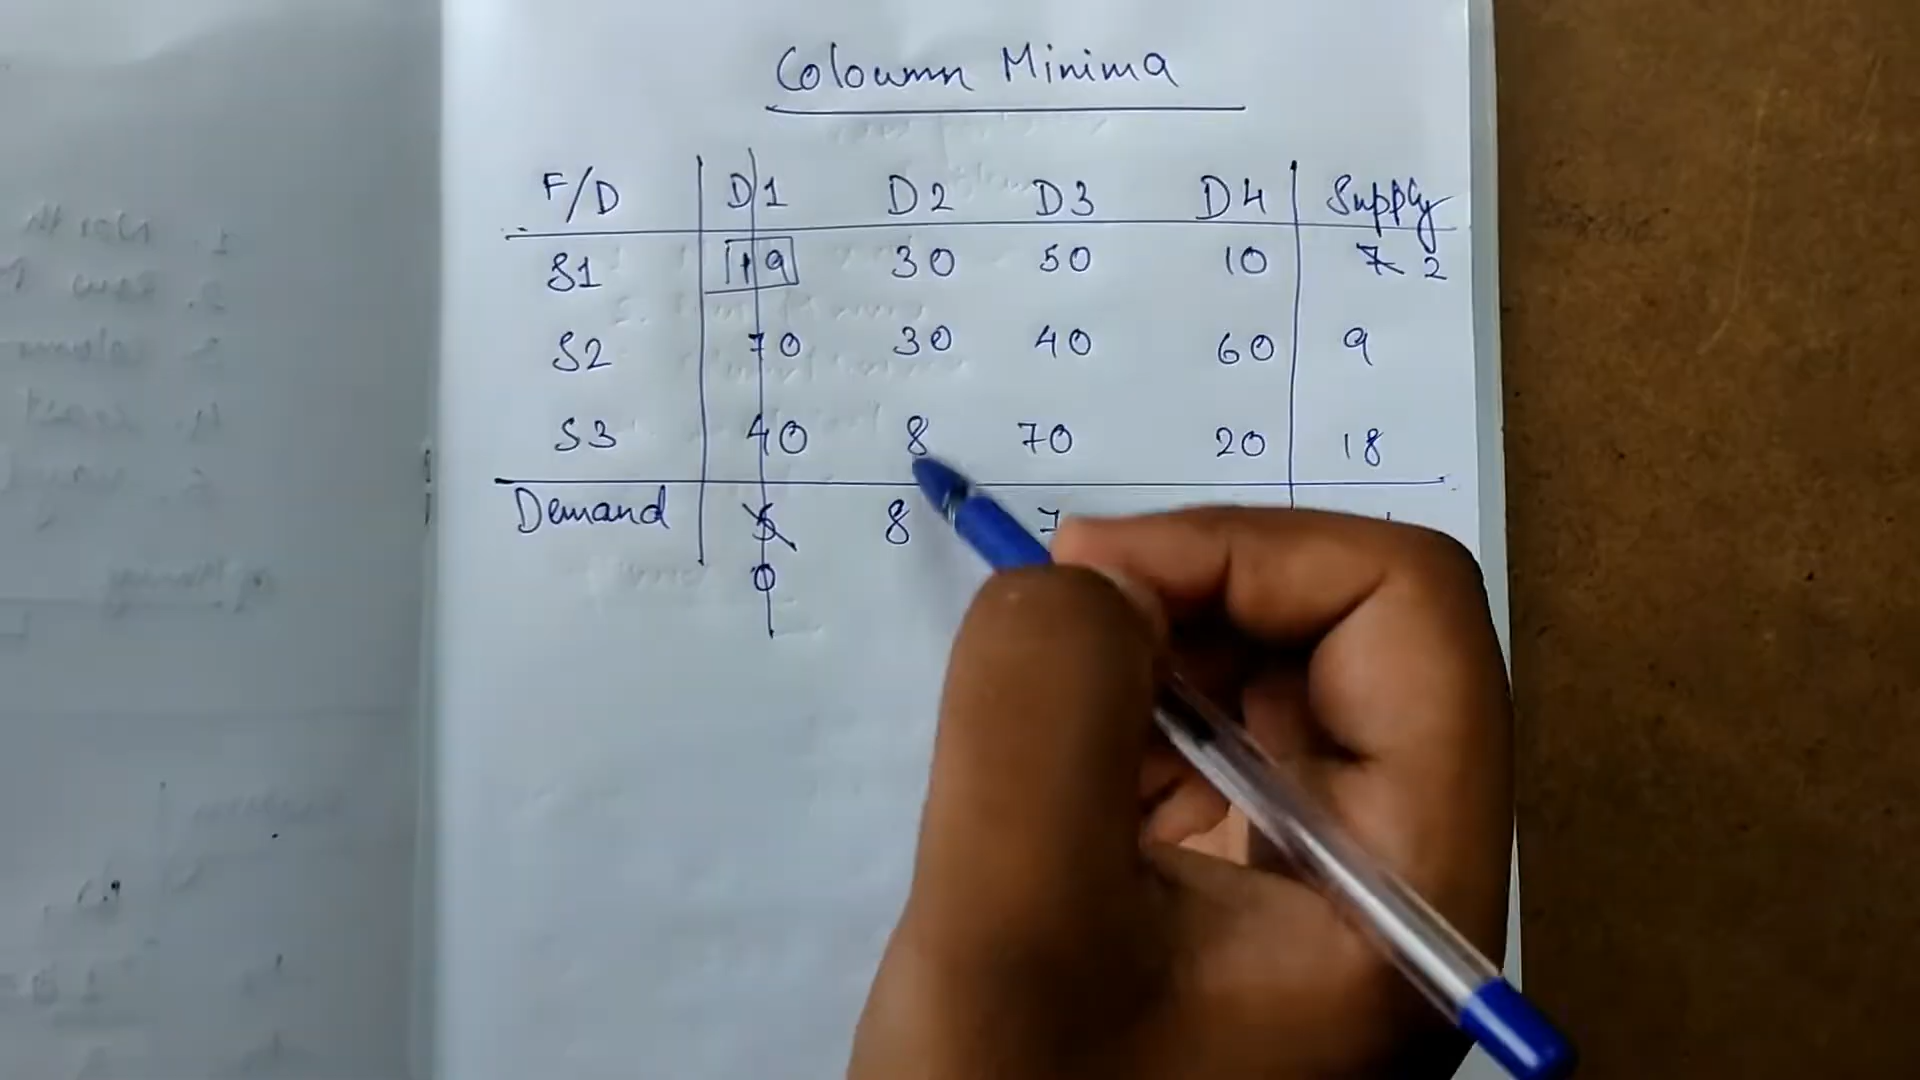 Coloumn Minima
F/D D1 D2 D3 D4 Supply
S1 19 30 50 10 7 2
S2 70 30 40 60 9
S3 40 8 70 20 18
Demand 5 8 7
0